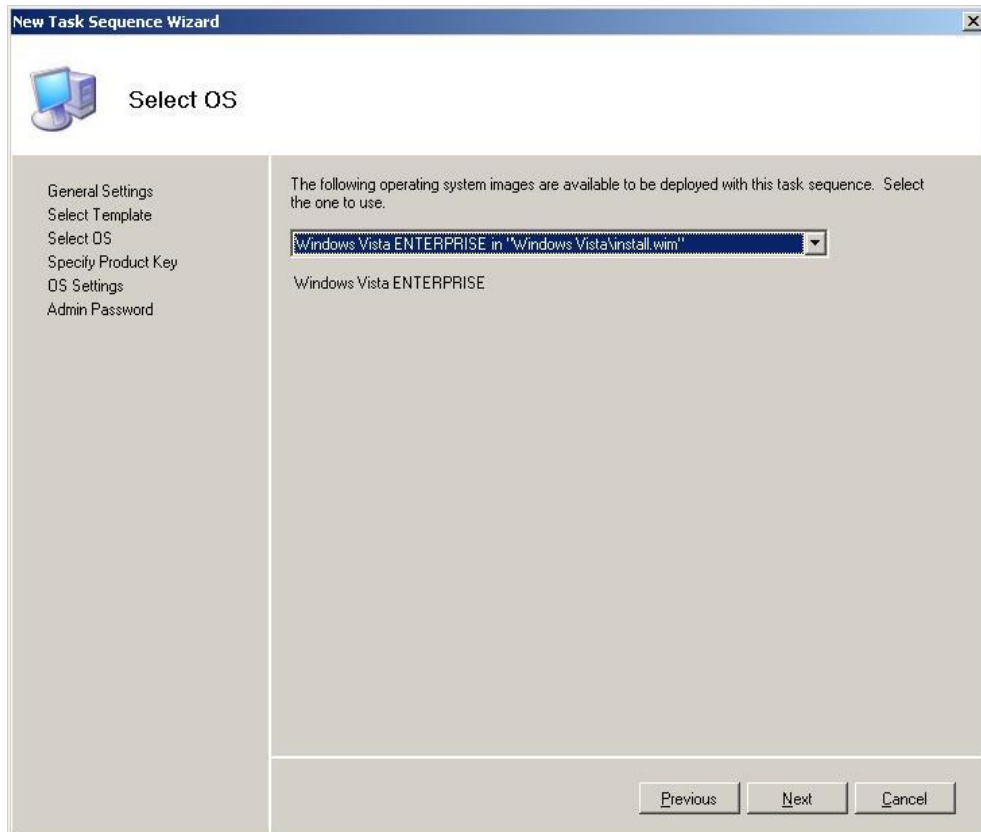 New Task Sequence Wizard
Select OS
General Settings
Select Template
Select OS
Specify Product Key
OS Settings
Admin Password
The following operating system images are available to be deployed with this task sequence.  Select
the one to use.
Windows Vista ENTERPRISE in "Windows Vista\install.wim"
Windows Vista ENTERPRISE
Previous
Next
Cancel